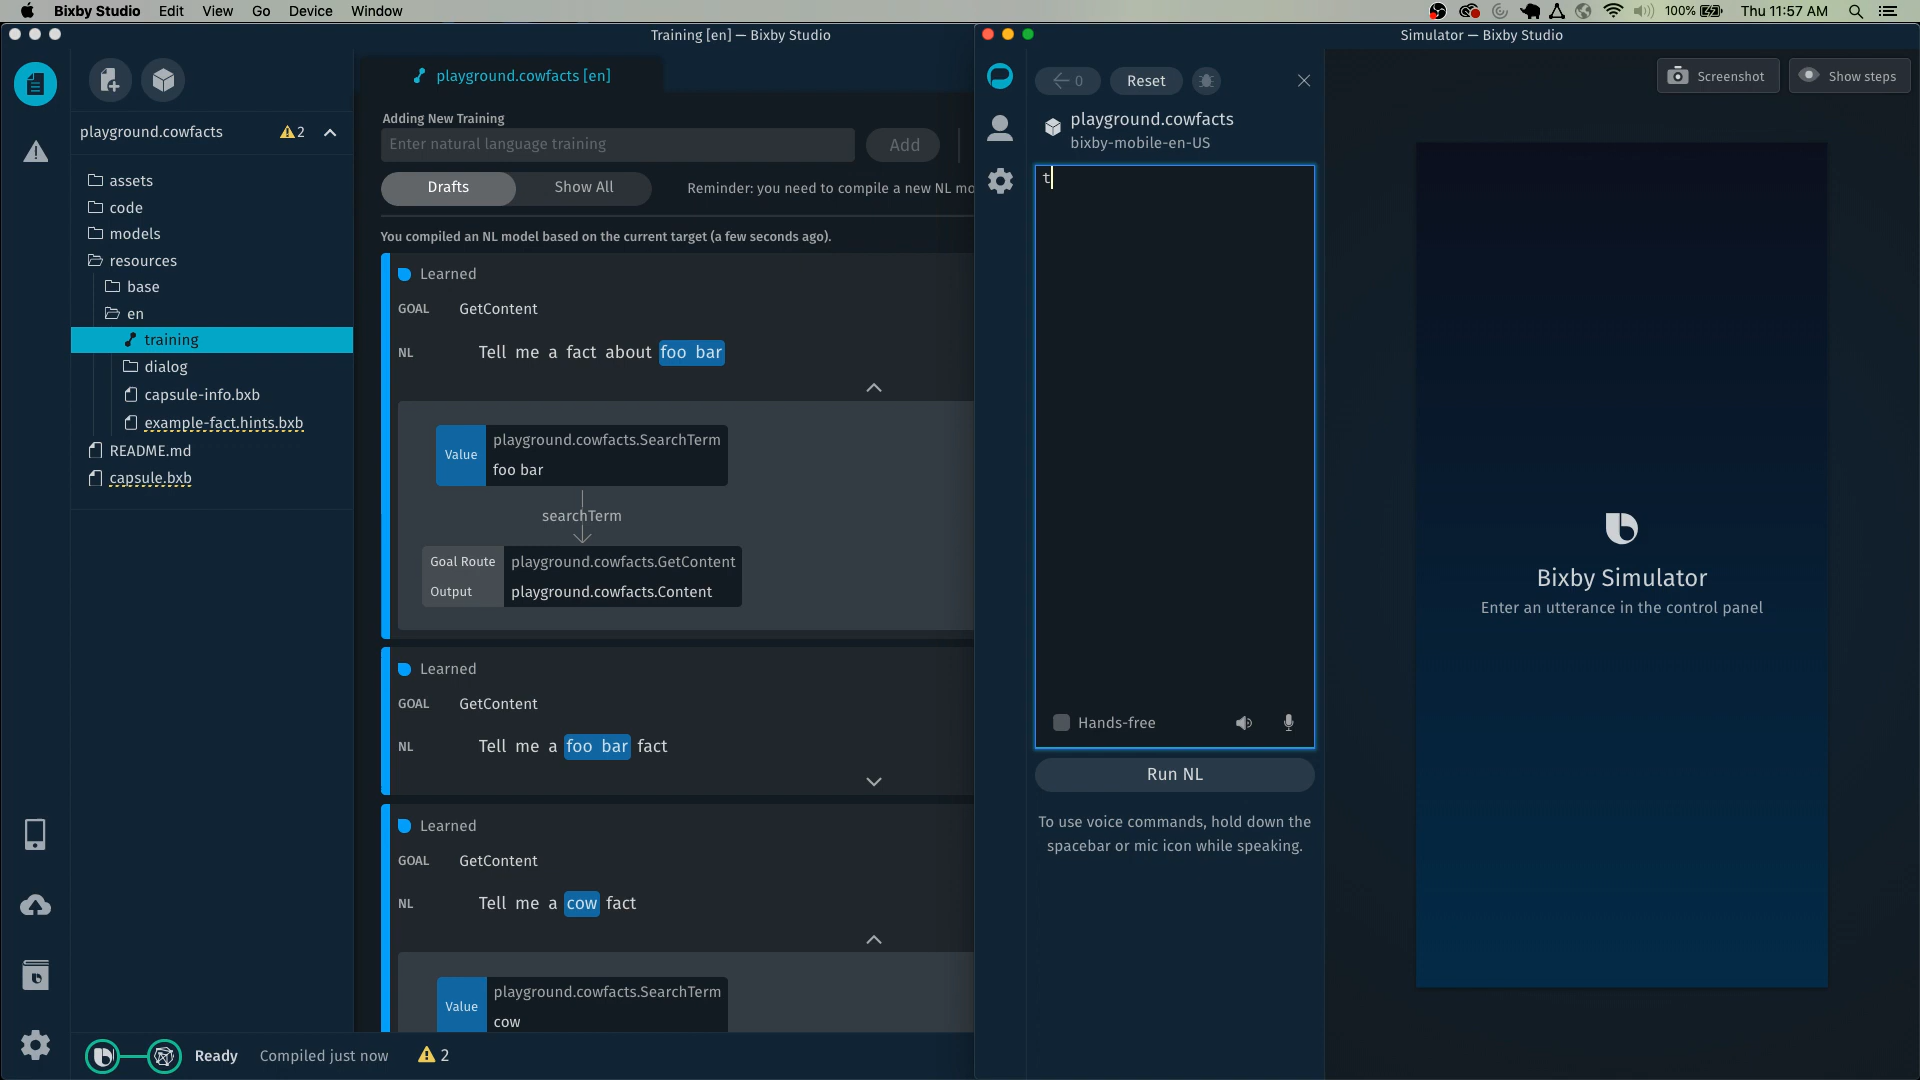 Bixby Studio File Edit View Go Device Window
100% Thu 11:57 AM
Training [en] — Bixby Studio
playground.cowfacts 2
assets
code
models
resources
base
en
training
dialog
capsule-info.bxb
example-fact.hints.bxb
README.md
capsule.bxb
playground.cowfacts [en]
Adding New Training
Enter natural language training Add
Drafts Show All Reminder: you need to compile a new NL mo
You compiled an NL model based on the current target (a few seconds ago).
Learned
GOAL GetContent
NL Tell me a fact about foo bar
Value playground.cowfacts.SearchTerm
foo bar
searchTerm
Goal Route playground.cowfacts.GetContent
Output playground.cowfacts.Content
Learned
GOAL GetContent
NL Tell me a foo bar fact
Learned
GOAL GetContent
NL Tell me a cow fact
Value playground.cowfacts.SearchTerm
cow
Ready Compiled just now 2
Simulator — Bixby Studio
0 Reset
playground.cowfacts
bixby-mobile-en-US
t
Hands-free
Run NL
To use voice commands, hold down the
spacebar or mic icon while speaking.
Screenshot Show steps
Bixby Simulator
Enter an utterance in the control panel